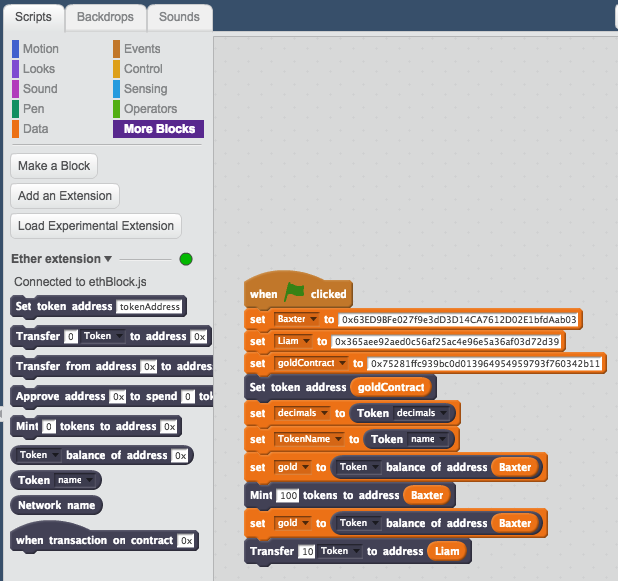 Scripts Backdrops Sounds
Motion Events
Looks Control
Sound Sensing
Pen Operators
Data More Blocks
Make a Block
Add an Extension
Load Experimental Extension
Ether extension
Connected to ethBlock.js
Set token address tokenAddress
Transfer 0 Token to address 0x
Transfer from address 0x to addres
Approve address 0x to spend 0 tok
Mint 0 tokens to address 0x
Token balance of address 0x
Token name
Network name
when transaction on contract 0x
when clicked
set Baxter to 0x63ED9BFe027f9e3dD3D14CA7612D02E1bfdAab03
set Liam to 0x365aee92aed0c56af25ac4e96e5a36af03d72d39
set goldContract to 0x75281ffc939bc0d013964954959793f760342b11
Set token address goldContract
set decimals to Token decimals
set TokenName to Token name
set gold to Token balance of address Baxter
Mint 100 tokens to address Baxter
set gold to Token balance of address Baxter
Transfer 10 Token to address Liam